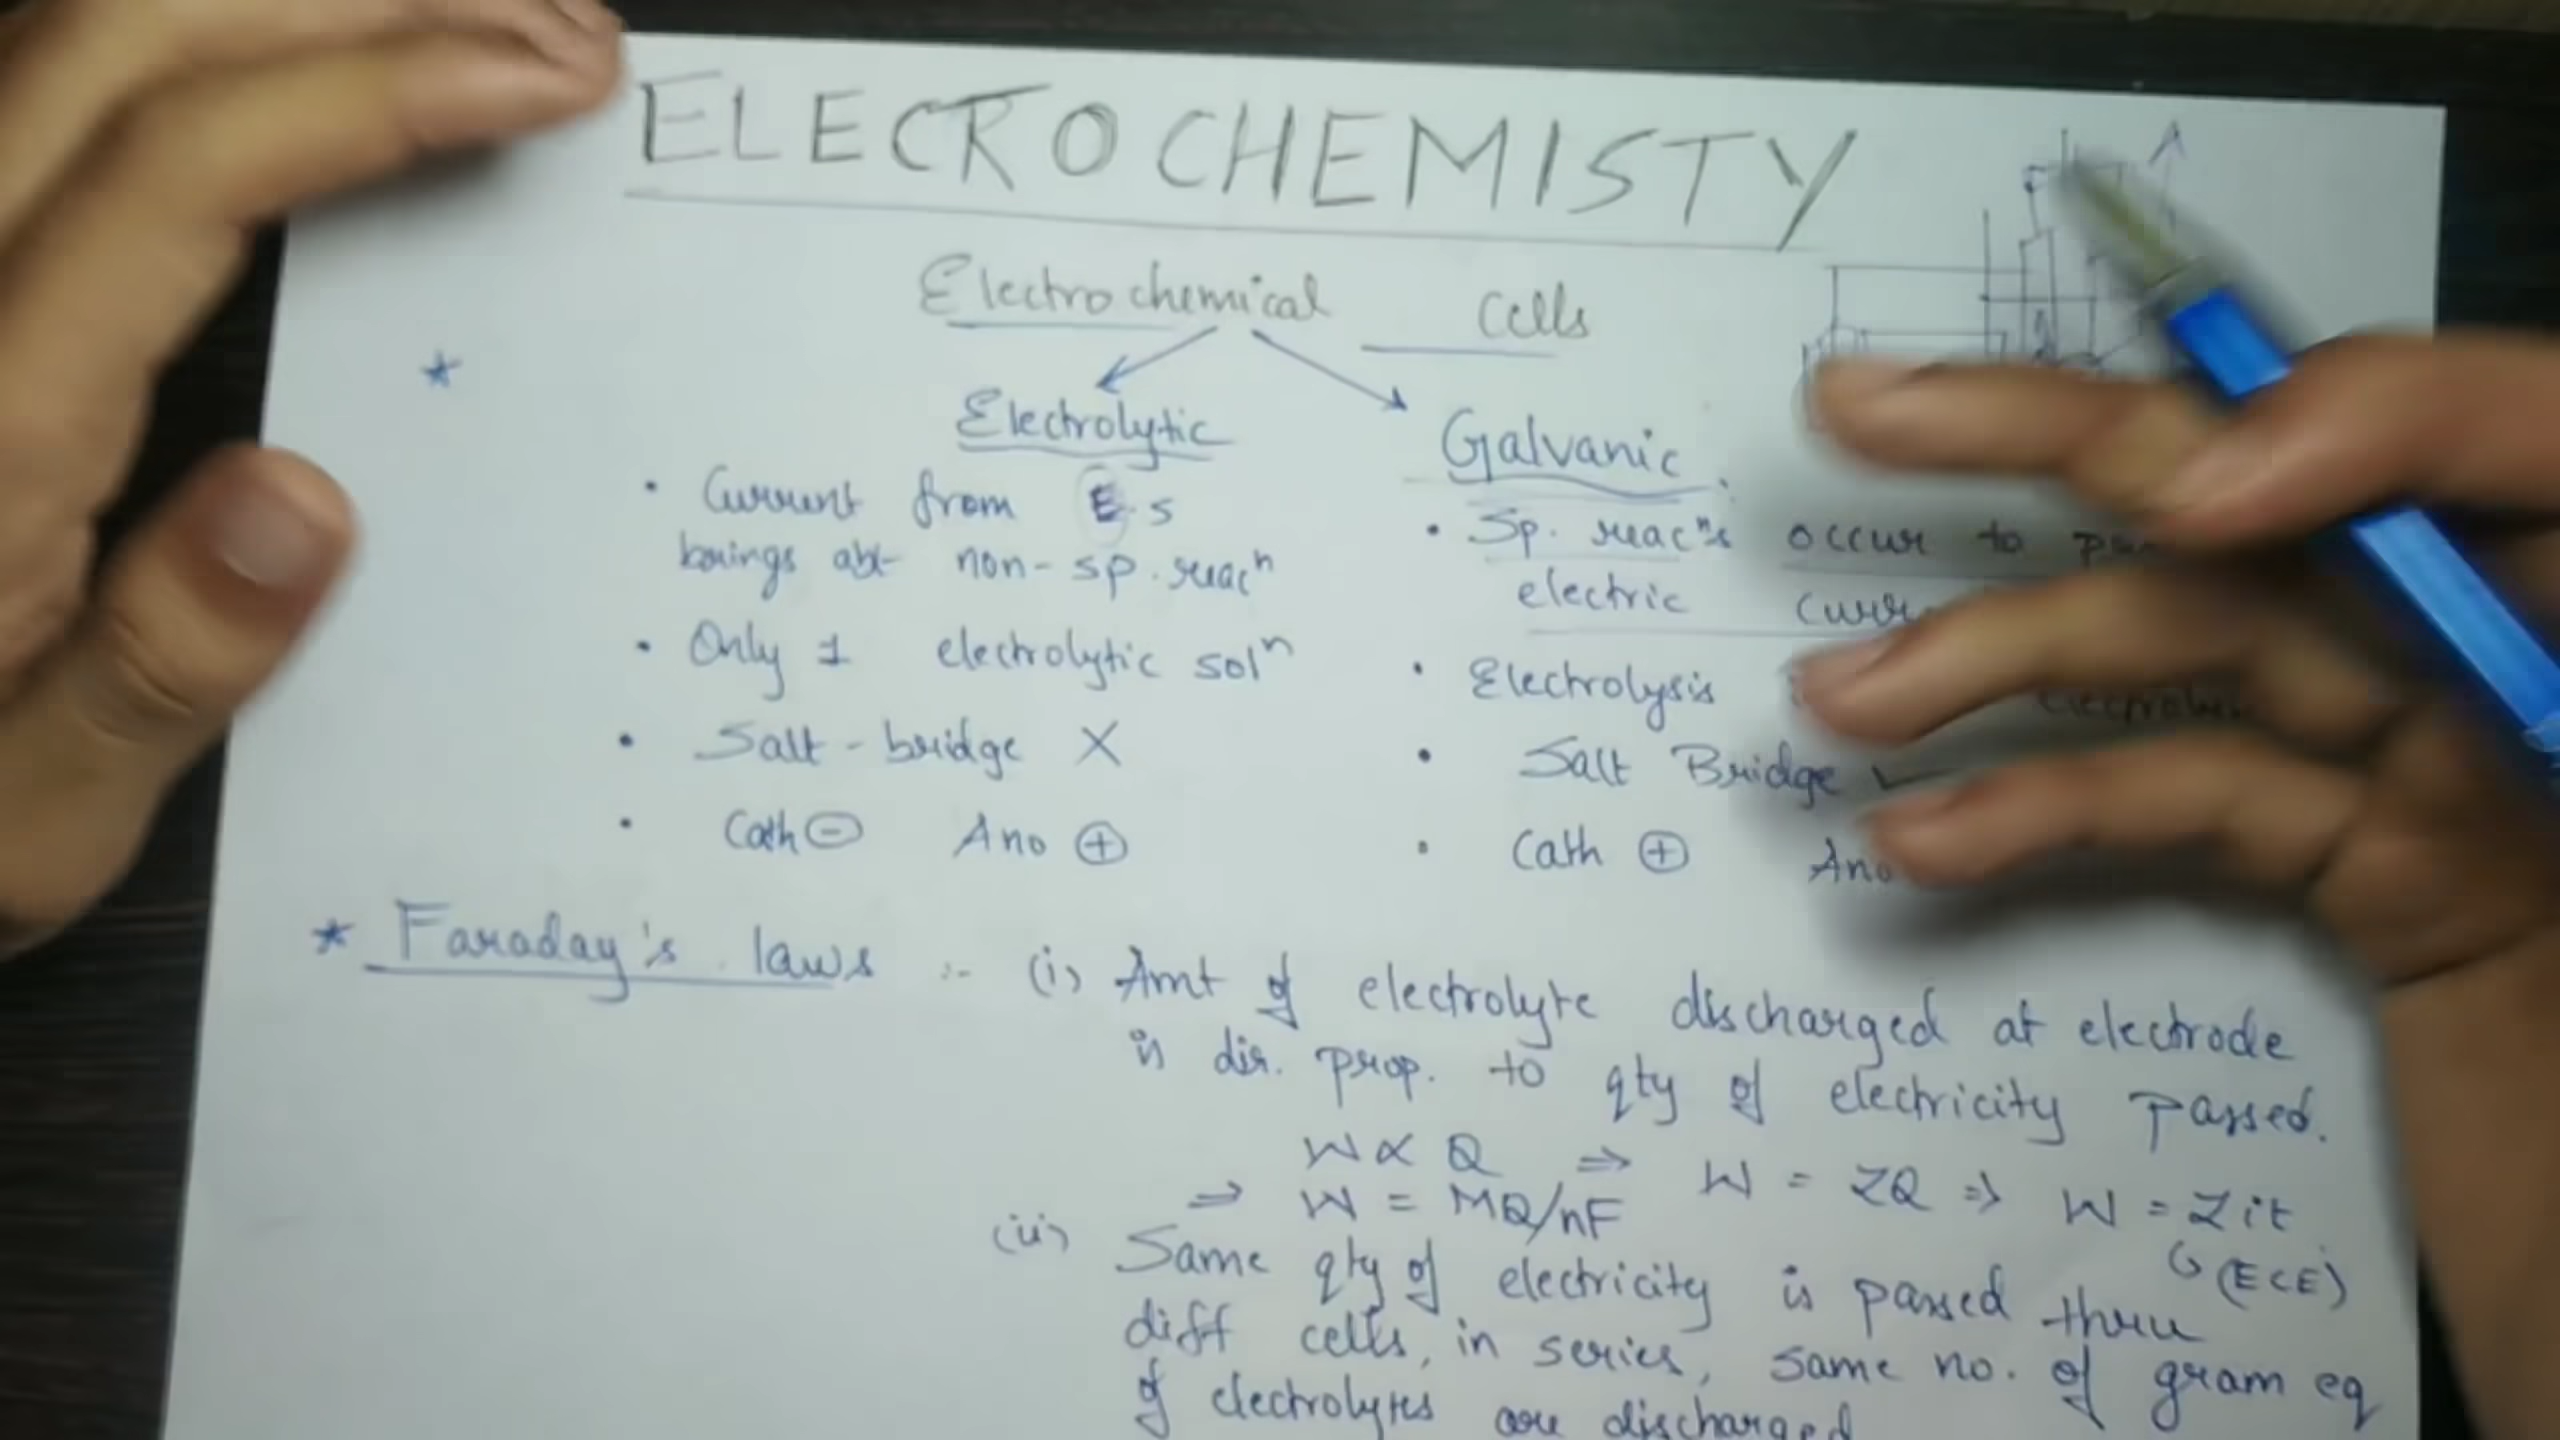 ELECTROCHEMISTY
Electrochemical Cells
*
Electrolytic
• Current from E.S
brings abt non-sp. reacⁿ
• Only 1 electrolytic solⁿ
• Salt-bridge X
• Cath ⊖ Ano ⊕
Galvanic
• Sp. reacⁿs occur to
electric
• Electrolysis
• Salt Bridge ✓
• Cath ⊕ Ano
* Faraday's laws :- (i) Amt of electrolyte discharged at electrode
is dir. prop. to qty of electricity passed.
W ∝ Q ⇒ W = ZQ ⇒ W = Zit
⇒ W = MQ/nF
(ECE)
(ii) Same qty of electricity is passed thru
diff cells, in series, same no. of gram eq
of electrolytes are discharged